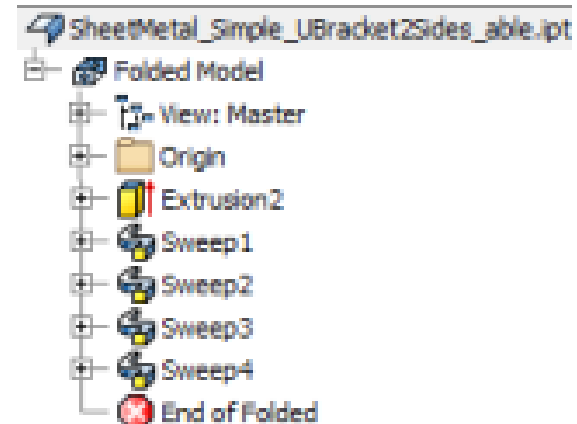 SheetMetal_Simple_UBracket2Sides_able.ipt
Folded Model
View: Master
Origin
Extrusion2
Sweep1
Sweep2
Sweep3
Sweep4
End of Folded